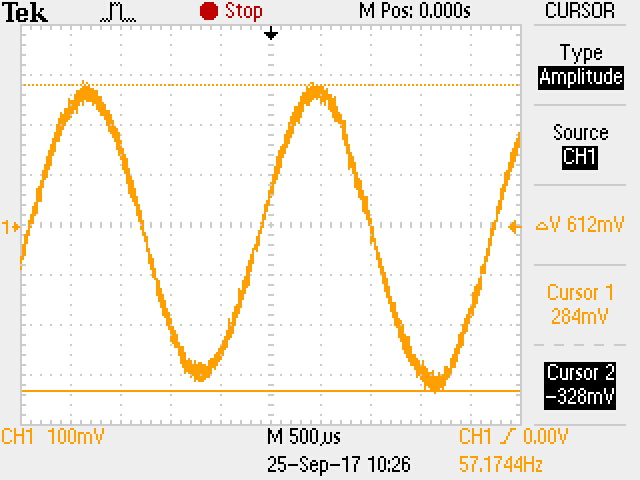 Tek Stop M Pos: 0.000s CURSOR
Type
Amplitude
Source
CH1
1
△V 612mV
Cursor 1
284mV
Cursor 2
-328mV
CH1 100mV M 500µs CH1 0.00V
25-Sep-17 10:26 57.1744Hz